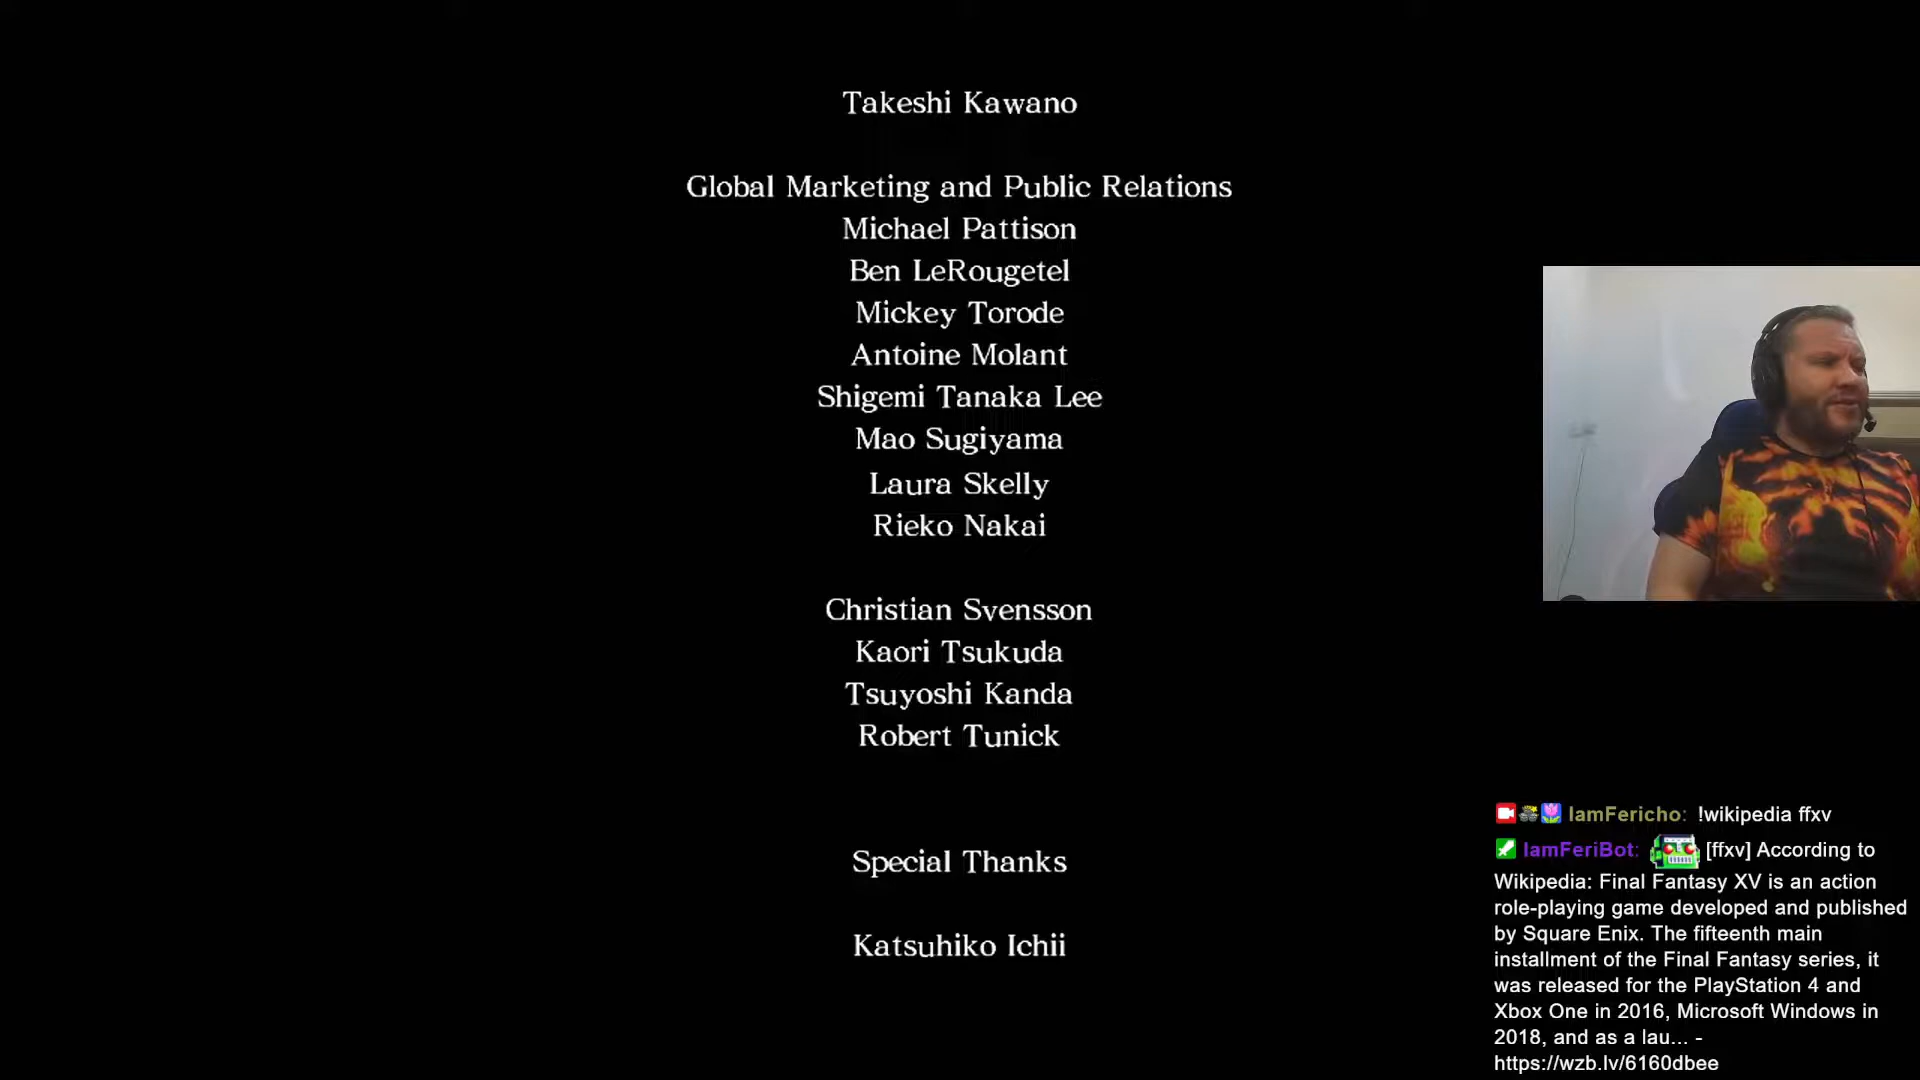 Takeshi Kawano
Global Marketing and Public Relations
Michael Pattison
Ben LeRougetel
Mickey Torode
Antoine Molant
Shigemi Tanaka Lee
Mao Sugiyama
Laura Skelly
Rieko Nakai
Christian Svensson
Kaori Tsukuda
Tsuyoshi Kanda
Robert Tunick
Special Thanks
Katsuhiko Ichii
IamFericho: !wikipedia ffxv
IamFeriBot: [ffxv] According to
Wikipedia: Final Fantasy XV is an action
role-playing game developed and published
by Square Enix. The fifteenth main
installment of the Final Fantasy series, it
was released for the PlayStation 4 and
Xbox One in 2016, Microsoft Windows in
2018, and as a lau... -
https://wzb.lv/6160dbee